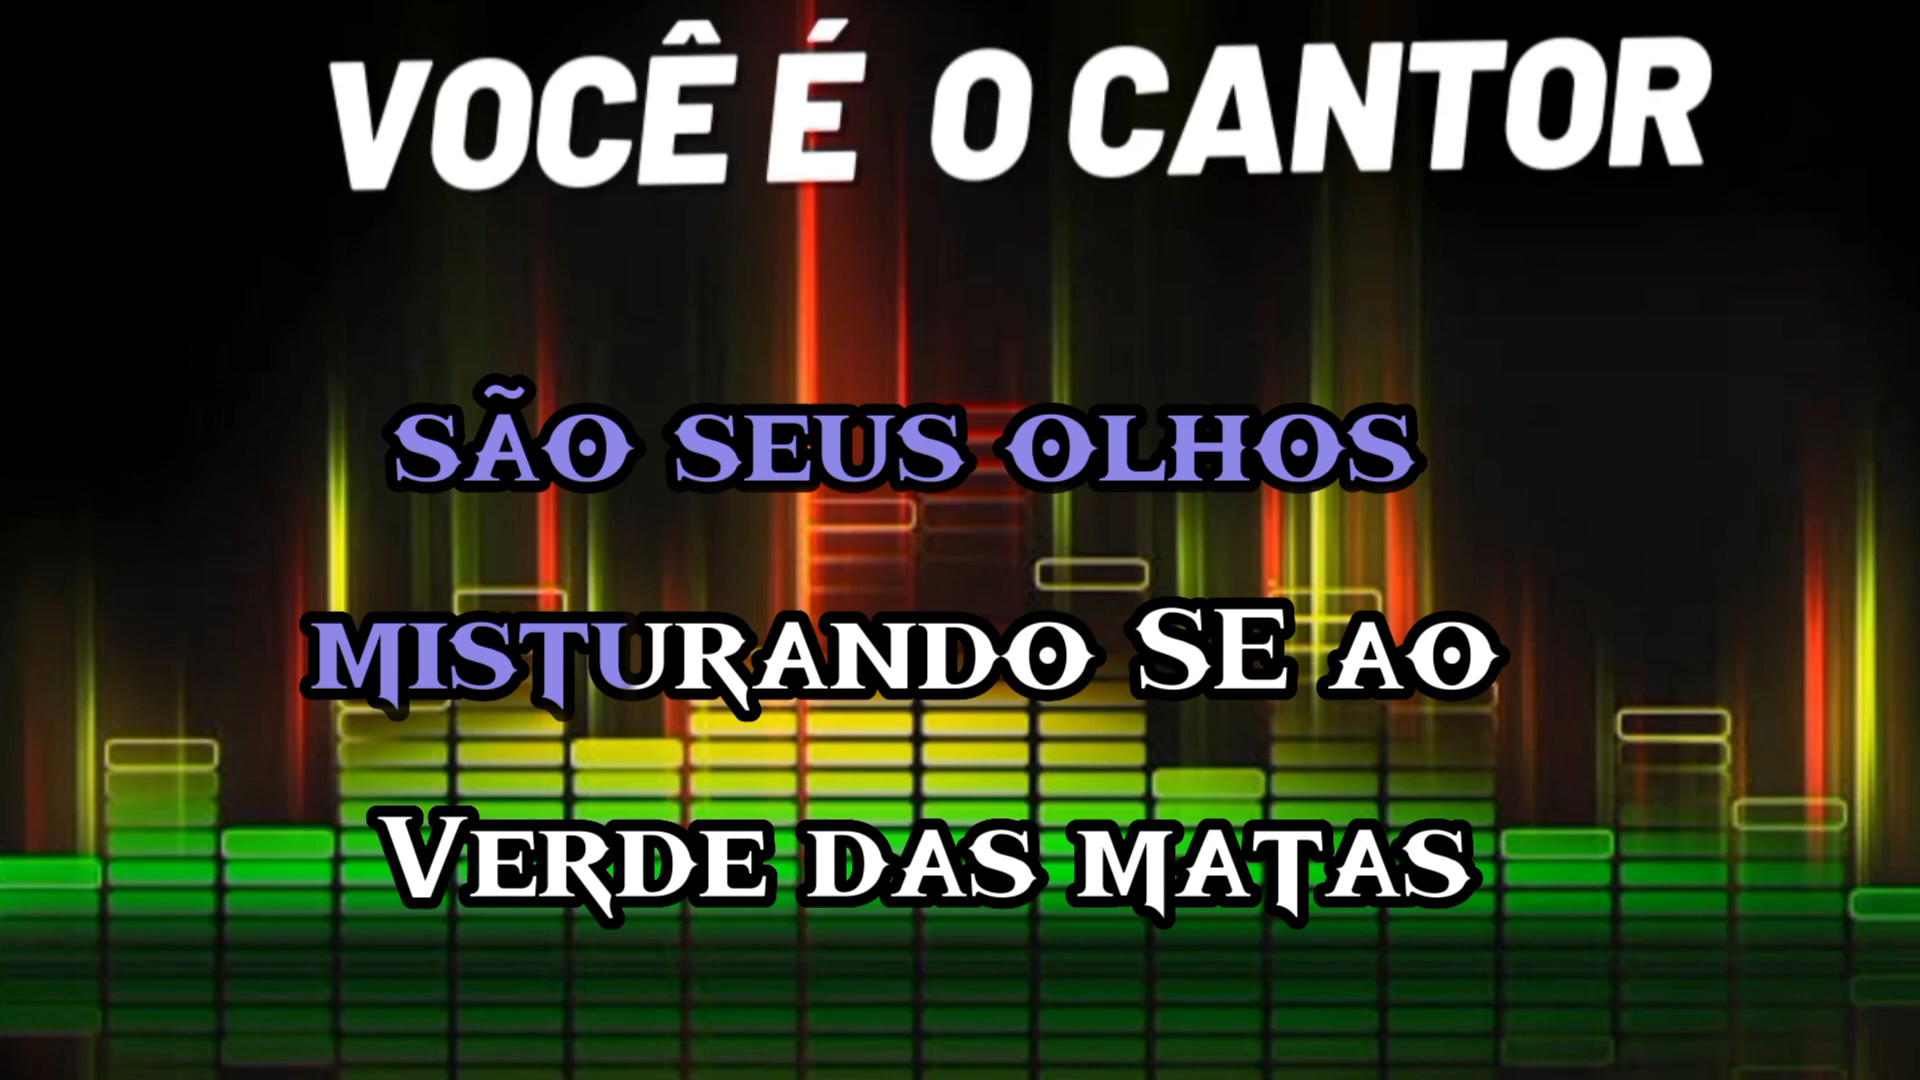 VOCÊ É O CANTOR
SÃO SEUS OLHOS
MISTURANDO SE AO
VERDE DAS MATAS